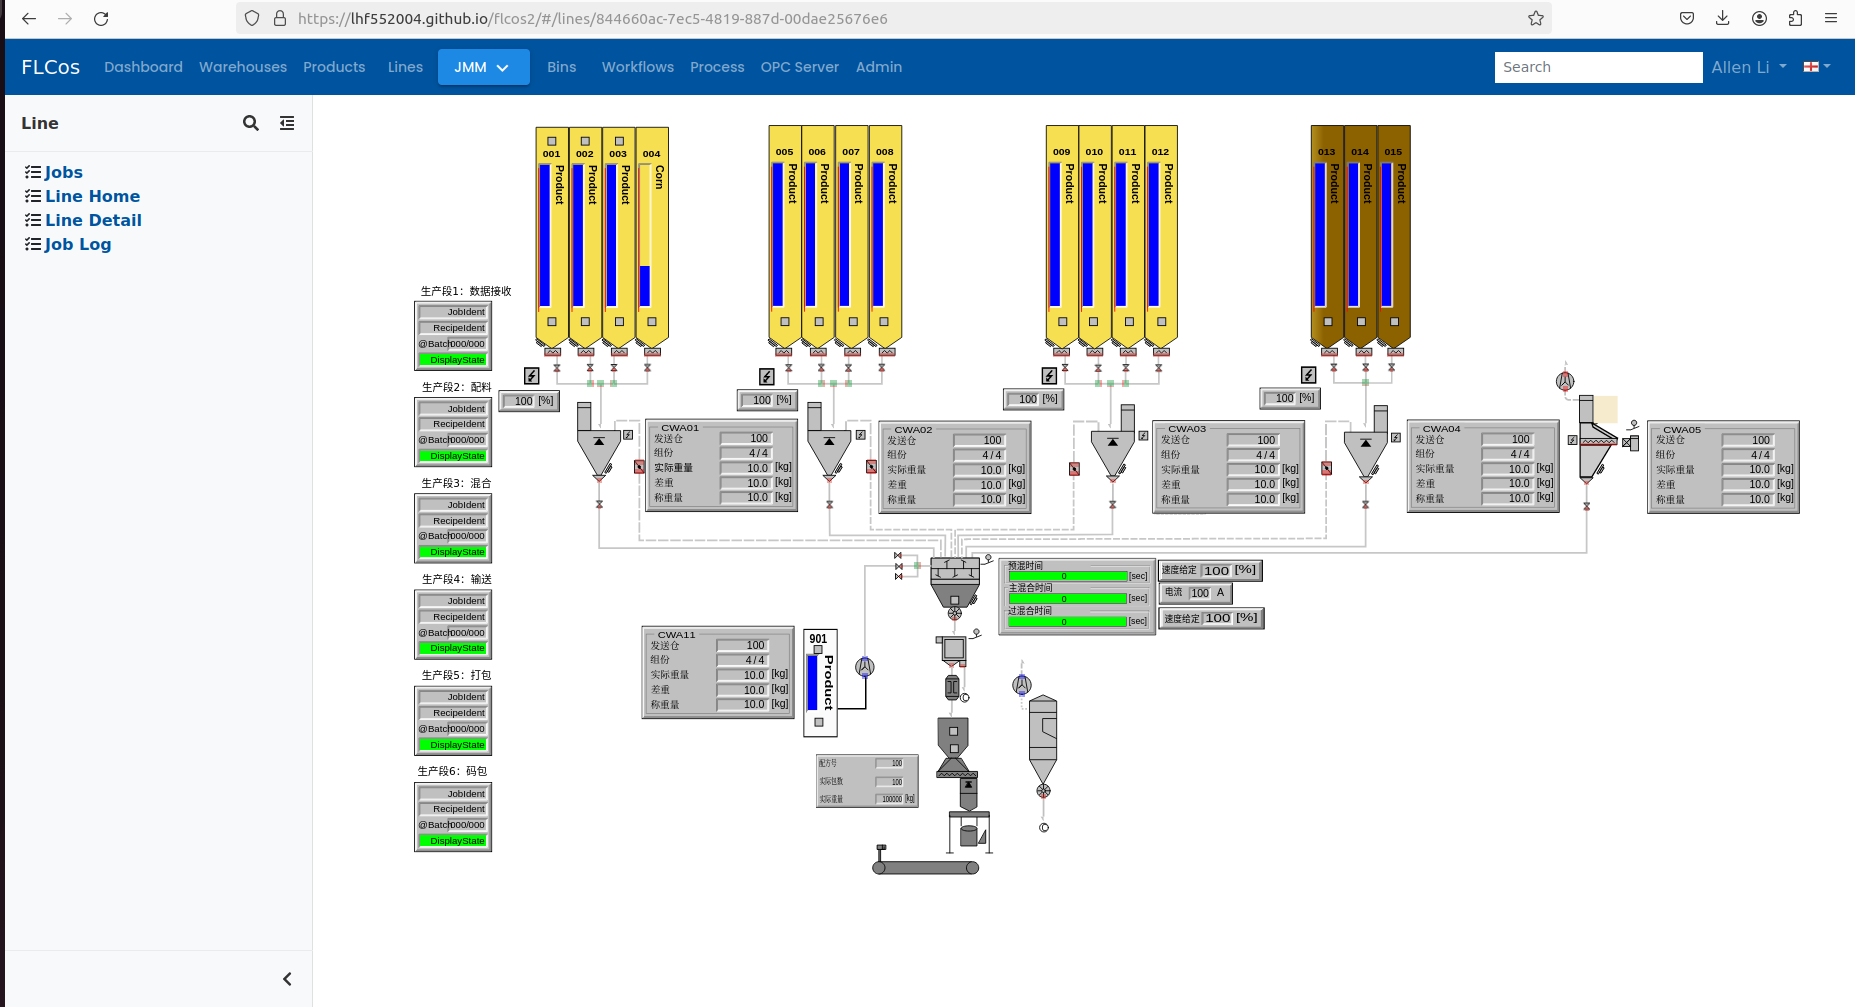 https://lhf552004.github.io/flcos2/#/lines/844660ac-7ec5-4819-887d-00dae25676e6
FLCos Dashboard Warehouses Products Lines JMM Bins Workflows Process OPC Server Admin Search Allen Li
Line
Jobs
Line Home
Line Detail
Job Log
001 002 003 004
Product Product Product Corn
005 006 007 008
Product Product Product Product
009 010 011 012
Product Product Product Product
013 014 015
Product Product Product
100 [%]
100 [%]
100 [%]
100 [%]
生产段1：数据接收
JobIdent
RecipeIdent
@Batch000/000
DisplayState
生产段2：配料
JobIdent
RecipeIdent
@Batch000/000
DisplayState
生产段3：混合
JobIdent
RecipeIdent
@Batch000/000
DisplayState
生产段4：输送
JobIdent
RecipeIdent
@Batch000/000
DisplayState
生产段5：打包
JobIdent
RecipeIdent
@Batch000/000
DisplayState
生产段6：码包
JobIdent
RecipeIdent
@Batch000/000
DisplayState
CWA01
发送仓 100
组份 4/4
实际重量 10.0 [kg]
差重 10.0 [kg]
称重量 10.0 [kg]
CWA02
发送仓 100
组份 4/4
实际重量 10.0 [kg]
差重 10.0 [kg]
称重量 10.0 [kg]
CWA03
发送仓 100
组份 4/4
实际重量 10.0 [kg]
差重 10.0 [kg]
称重量 10.0 [kg]
CWA04
发送仓 100
组份 4/4
实际重量 10.0 [kg]
差重 10.0 [kg]
称重量 10.0 [kg]
CWA05
发送仓 100
组份 4/4
实际重量 10.0 [kg]
差重 10.0 [kg]
称重量 10.0 [kg]
预混时间
0 [sec]
主混合时间
0 [sec]
过混合时间
0 [sec]
速度给定 100 [%]
电流 100 A
速度给定 100 [%]
CWA11
发送仓 100
组份 4/4
实际重量 10.0 [kg]
差重 10.0 [kg]
称重量 10.0 [kg]
901
Product
C
C
配方号 100
实际包数 100
实际重量 100000 [kg]